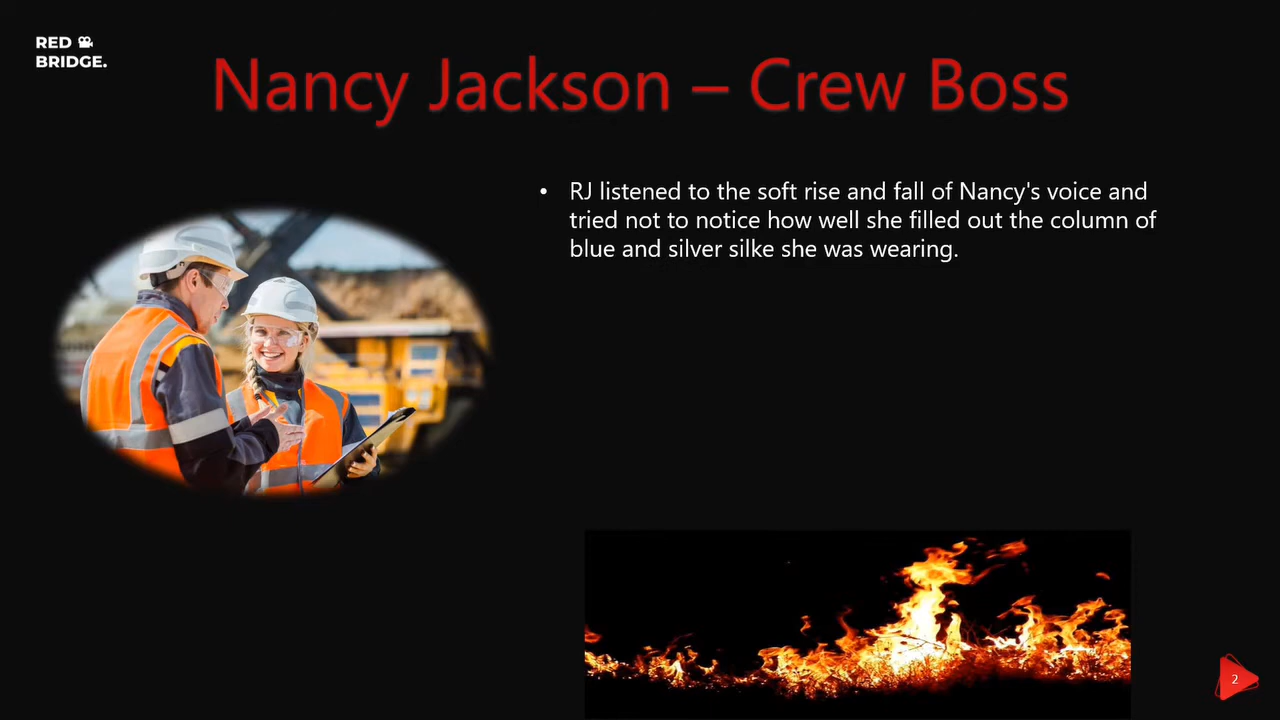 RED
BRIDGE.
Nancy Jackson – Crew Boss
• RJ listened to the soft rise and fall of Nancy's voice and
tried not to notice how well she filled out the column of
blue and silver silke she was wearing.
2